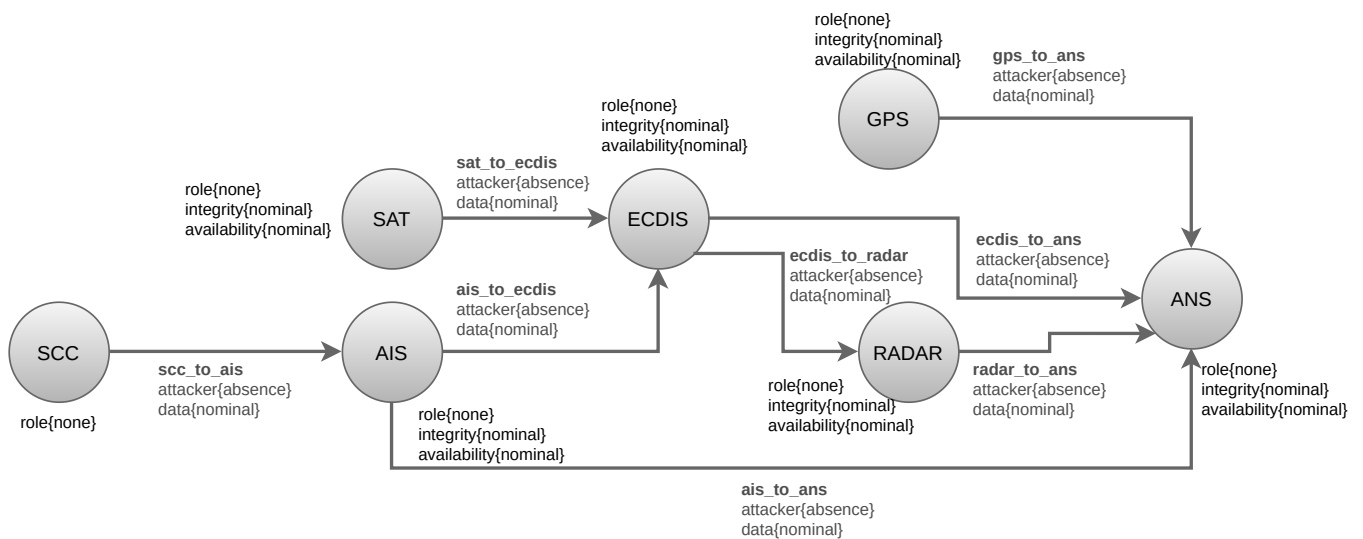 role{none}
integrity{nominal}
availability{nominal}
GPS
gps_to_ans
attacker{absence}
data{nominal}
role{none}
integrity{nominal}
availability{nominal}
ECDIS
sat_to_ecdis
attacker{absence}
data{nominal}
role{none}
integrity{nominal}
availability{nominal}
SAT
ecdis_to_ans
attacker{absence}
data{nominal}
ecdis_to_radar
attacker{absence}
data{nominal}
ANS
role{none}
integrity{nominal}
availability{nominal}
ais_to_ecdis
attacker{absence}
data{nominal}
SCC
role{none}
scc_to_ais
attacker{absence}
data{nominal}
AIS
role{none}
integrity{nominal}
availability{nominal}
RADAR
role{none}
integrity{nominal}
availability{nominal}
radar_to_ans
attacker{absence}
data{nominal}
ais_to_ans
attacker{absence}
data{nominal}